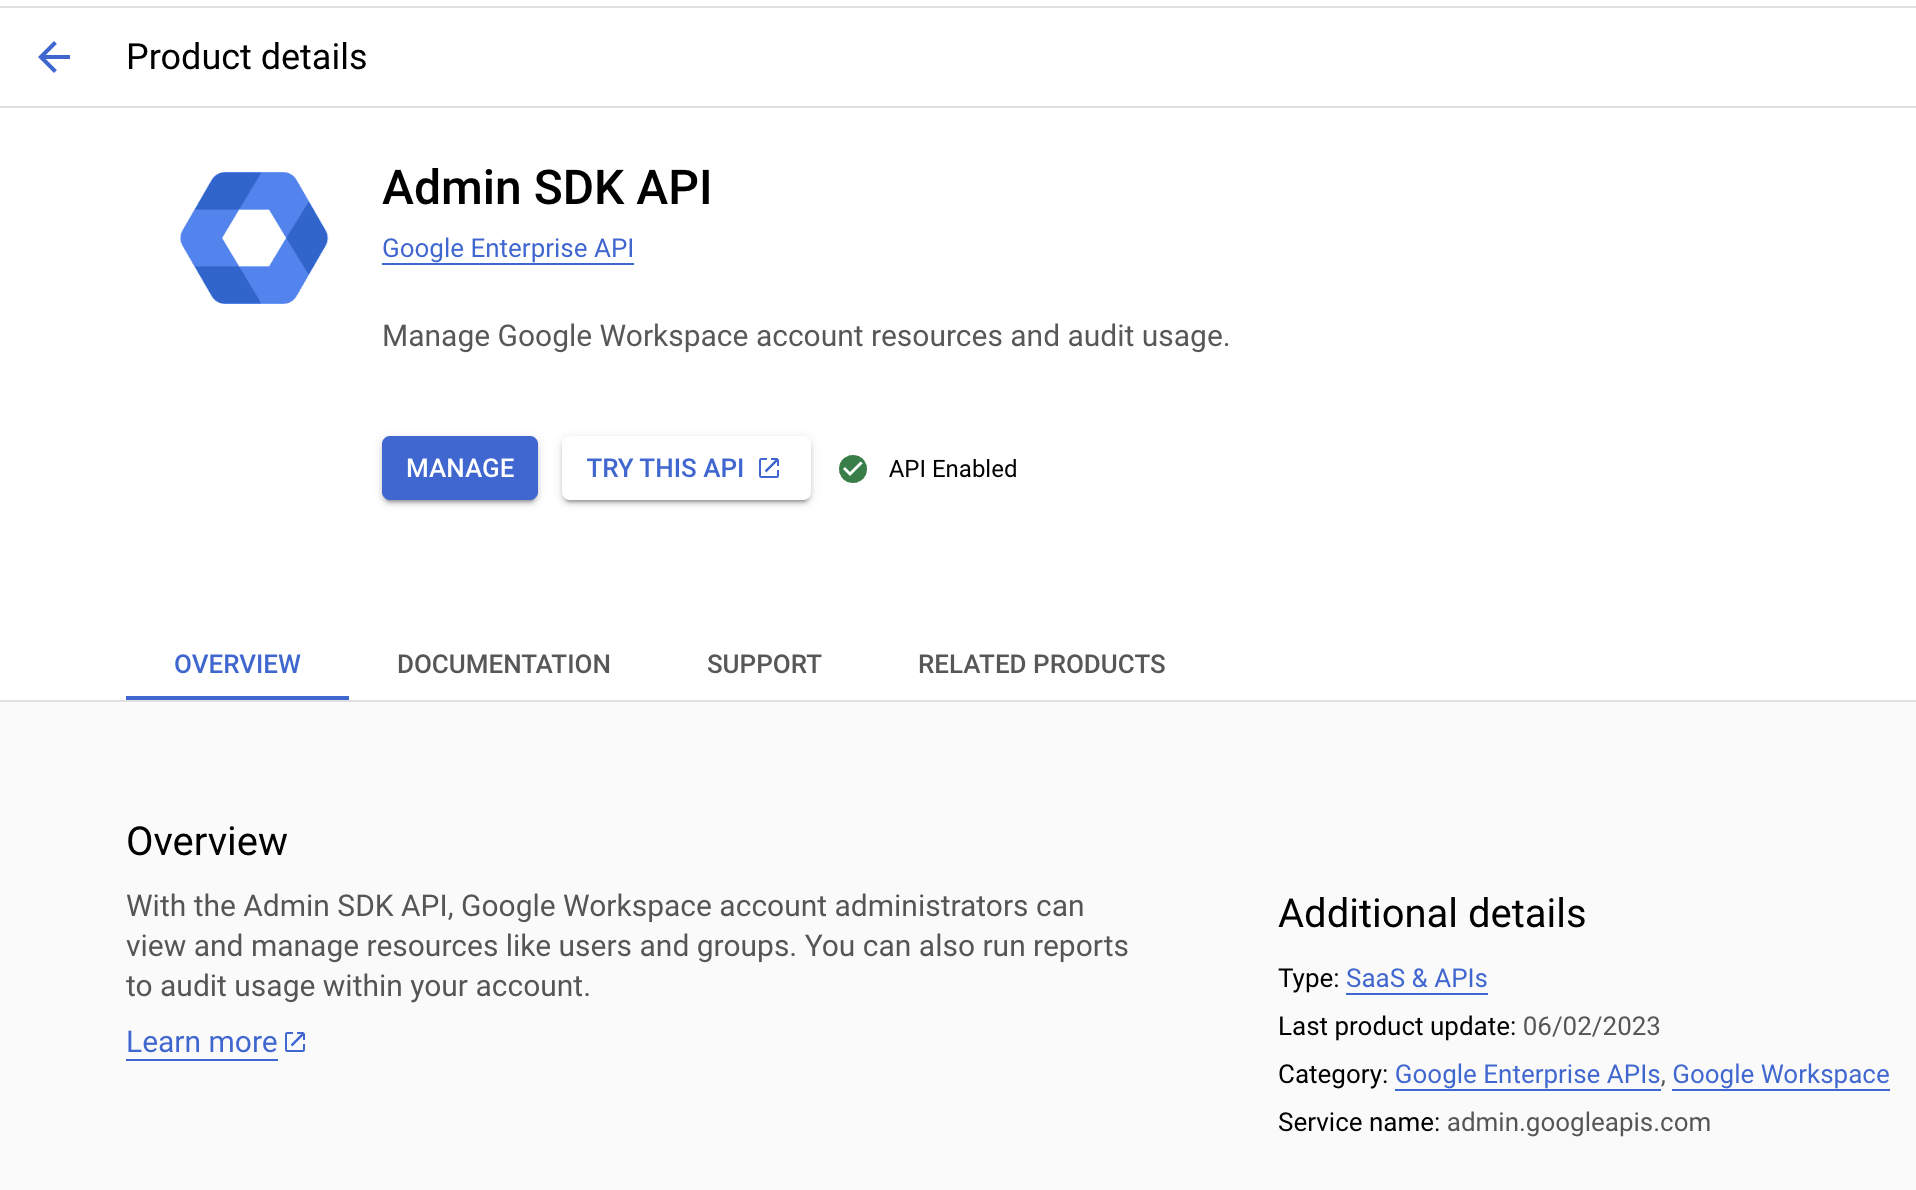 Product details
Admin SDK API
Google Enterprise API
Manage Google Workspace account resources and audit usage.
MANAGE
TRY THIS API
API Enabled
OVERVIEW
DOCUMENTATION
SUPPORT
RELATED PRODUCTS
Overview
With the Admin SDK API, Google Workspace account administrators can
view and manage resources like users and groups. You can also run reports
to audit usage within your account.
Learn more
Additional details
Type: SaaS & APIs
Last product update: 06/02/2023
Category: Google Enterprise APIs, Google Workspace
Service name: admin.googleapis.com